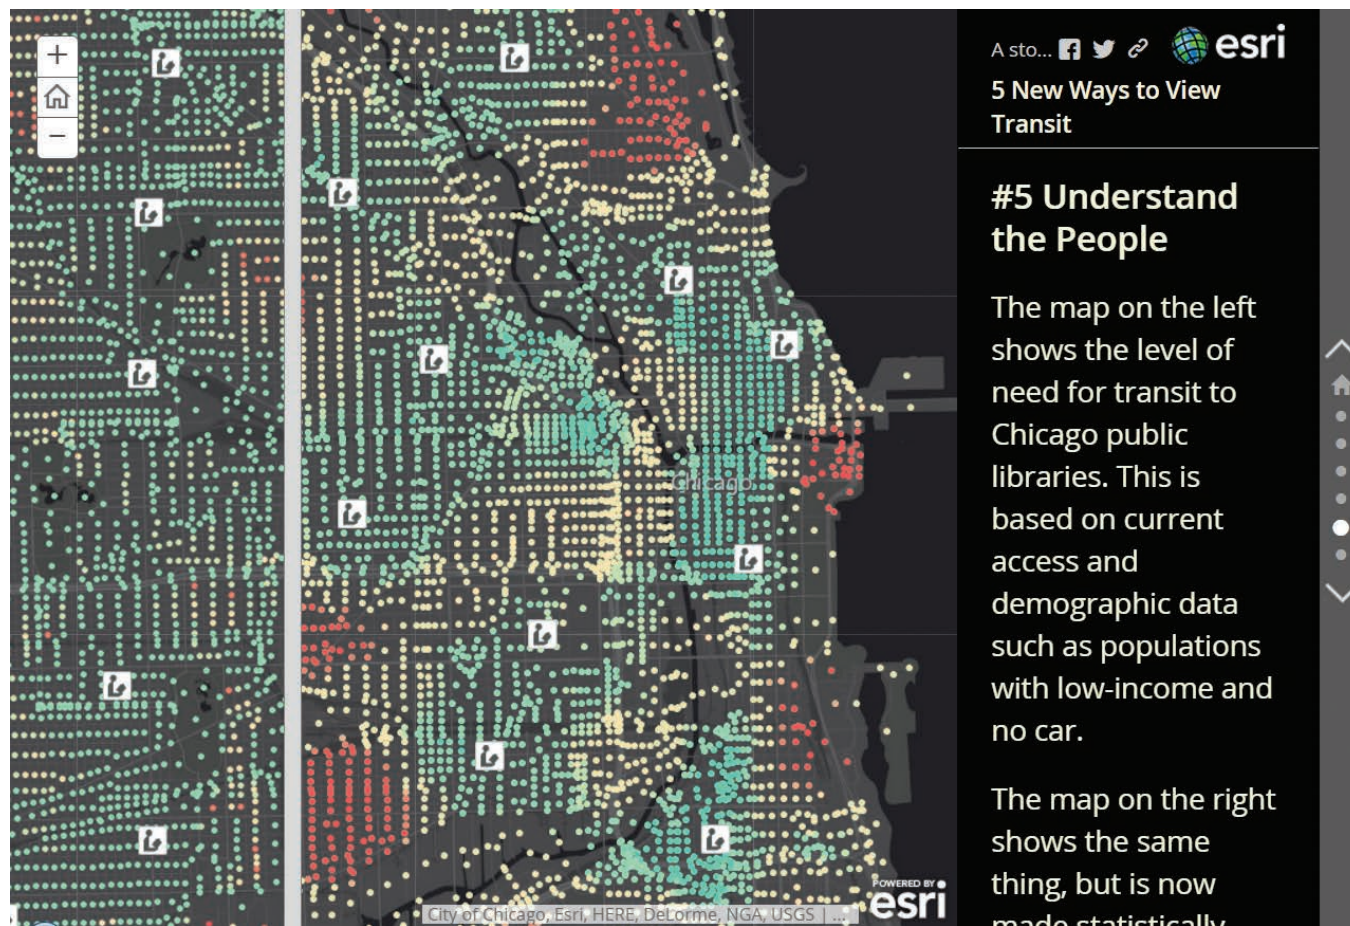 +
−
A sto...
esri
5 New Ways to View
Transit
#5 Understand
the People
The map on the left
shows the level of
need for transit to
Chicago public
libraries. This is
based on current
access and
demographic data
such as populations
with low-income and
no car.
The map on the right
shows the same
thing, but is now
made statistically
Chicago
POWERED BY
esri
City of Chicago, Esri, HERE, DeLorme, NGA, USGS | ...